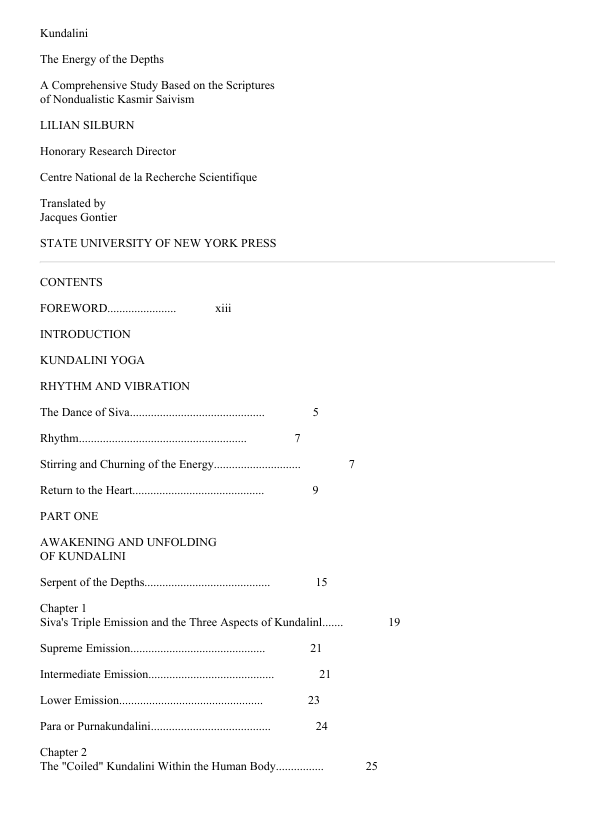 Kundalini
The Energy of the Depths
A Comprehensive Study Based on the Scriptures
of Nondualistic Kasmir Saivism
LILIAN SILBURN
Honorary Research Director
Centre National de la Recherche Scientifique
Translated by
Jacques Gontier
STATE UNIVERSITY OF NEW YORK PRESS
CONTENTS
FOREWORD....................... xiii
INTRODUCTION
KUNDALINI YOGA
RHYTHM AND VIBRATION
The Dance of Siva............................................. 5
Rhythm........................................................ 7
Stirring and Churning of the Energy............................. 7
Return to the Heart............................................ 9
PART ONE
AWAKENING AND UNFOLDING
OF KUNDALINI
Serpent of the Depths.......................................... 15
Chapter 1
Siva's Triple Emission and the Three Aspects of Kundalinl....... 19
Supreme Emission............................................. 21
Intermediate Emission.......................................... 21
Lower Emission................................................ 23
Para or Purnakundalini........................................ 24
Chapter 2
The "Coiled" Kundalini Within the Human Body................ 25